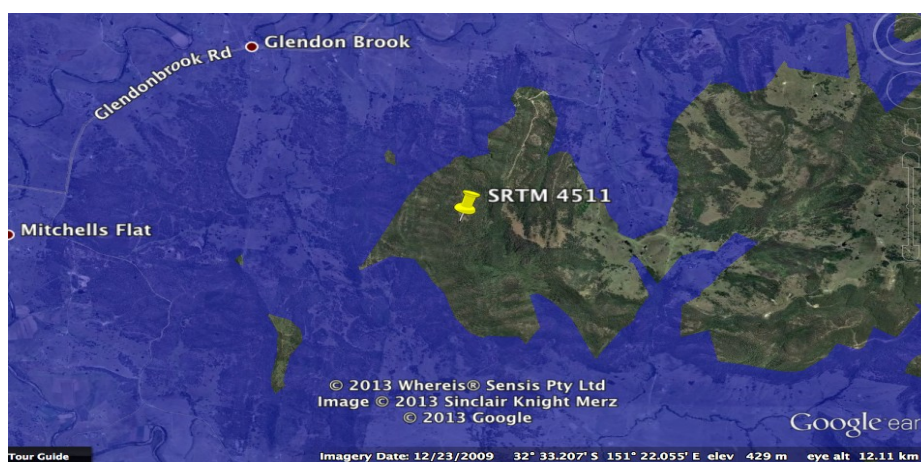 Glendon Brook
Glendonbrook Rd
SRTM 4511
Mitchells Flat
© 2013 Whereis® Sensis Pty Ltd
Image © 2013 Sinclair Knight Merz
© 2013 Google
Google ear
Tour Guide
Imagery Date: 12/23/2009 32° 33.207' S 151° 22.055' E elev 429 m eye alt 12.11 km